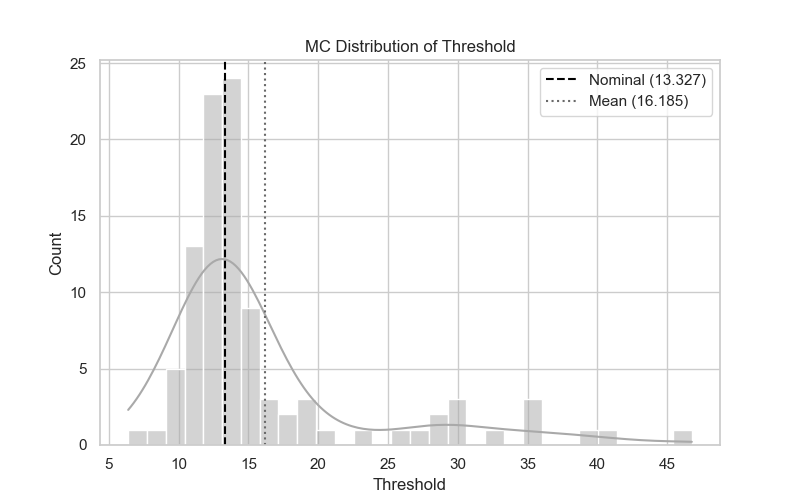 MC Distribution of Threshold
Nominal (13.327)
Mean (16.185)
Count
25
20
15
10
5
0
5 10 15 20 25 30 35 40 45
Threshold